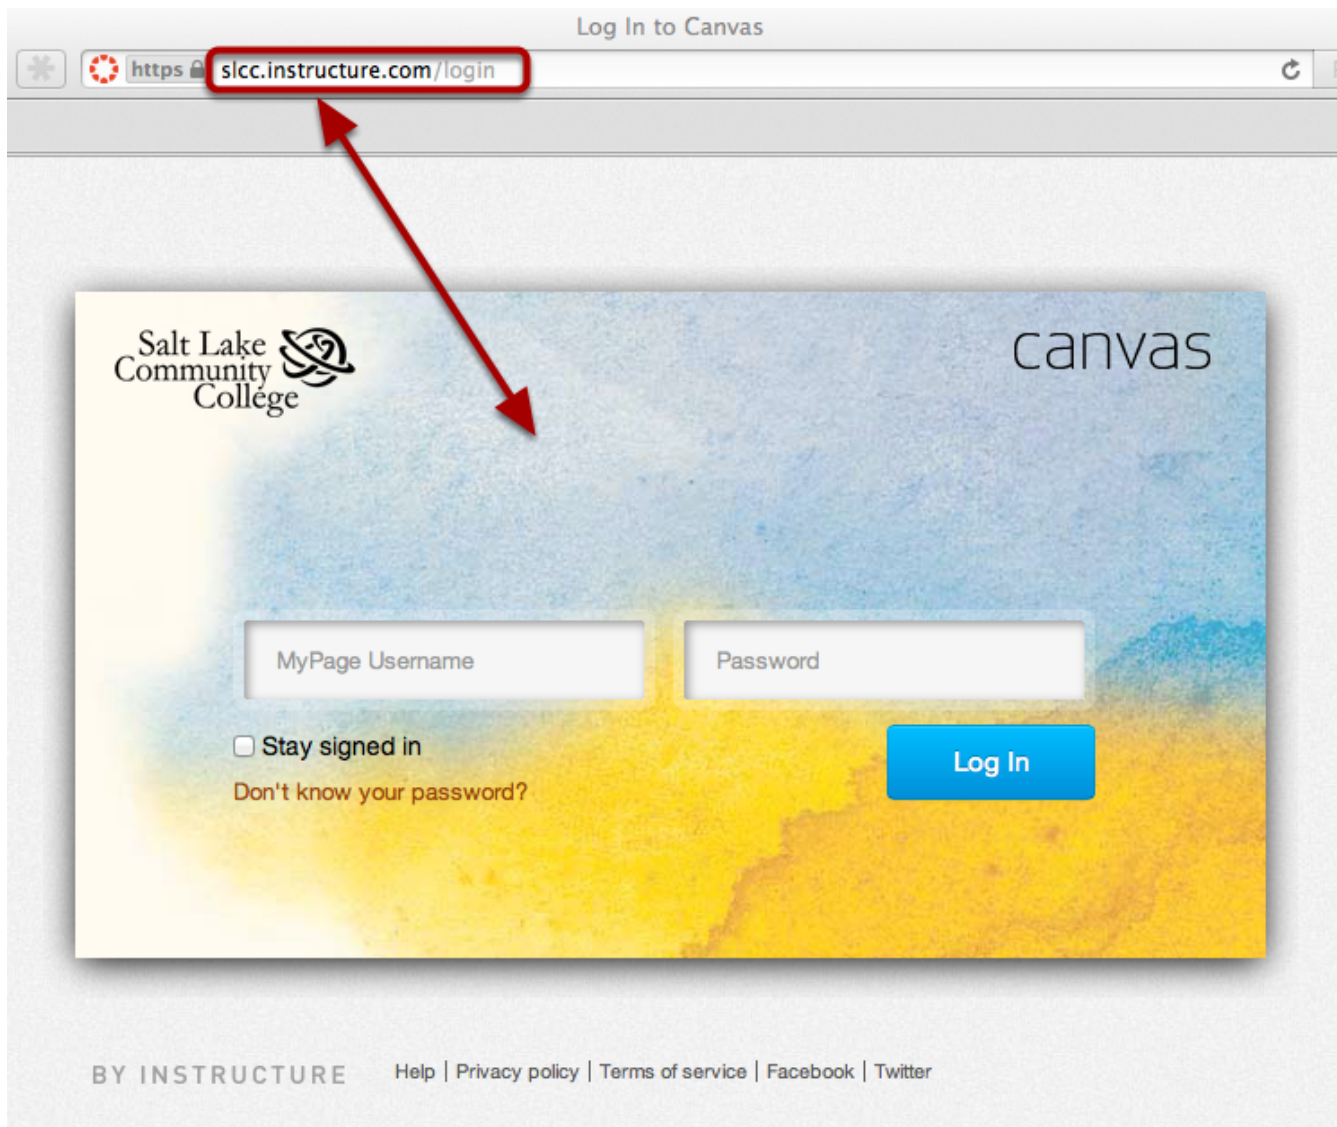 Log In to Canvas
https slcc.instructure.com/login
Salt Lake
Community
College
canvas
MyPage Username
Password
Stay signed in
Log In
Don't know your password?
BY INSTRUCTURE
Help | Privacy policy | Terms of service | Facebook | Twitter